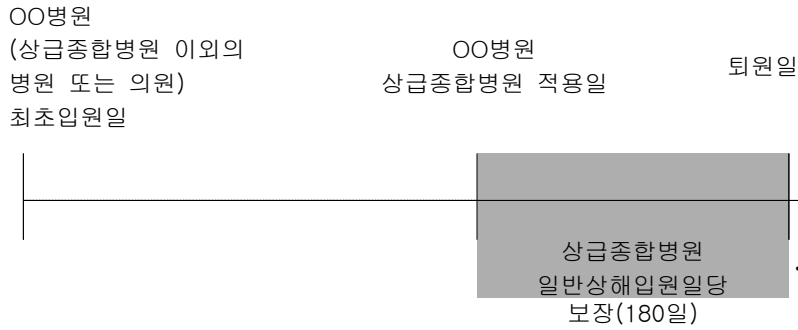 OO병원
(상급종합병원 이외의
병원 또는 의원)
최초입원일
OO병원
상급종합병원 적용일
퇴원일
상급종합병원
일반상해입원일당
보장(180일)